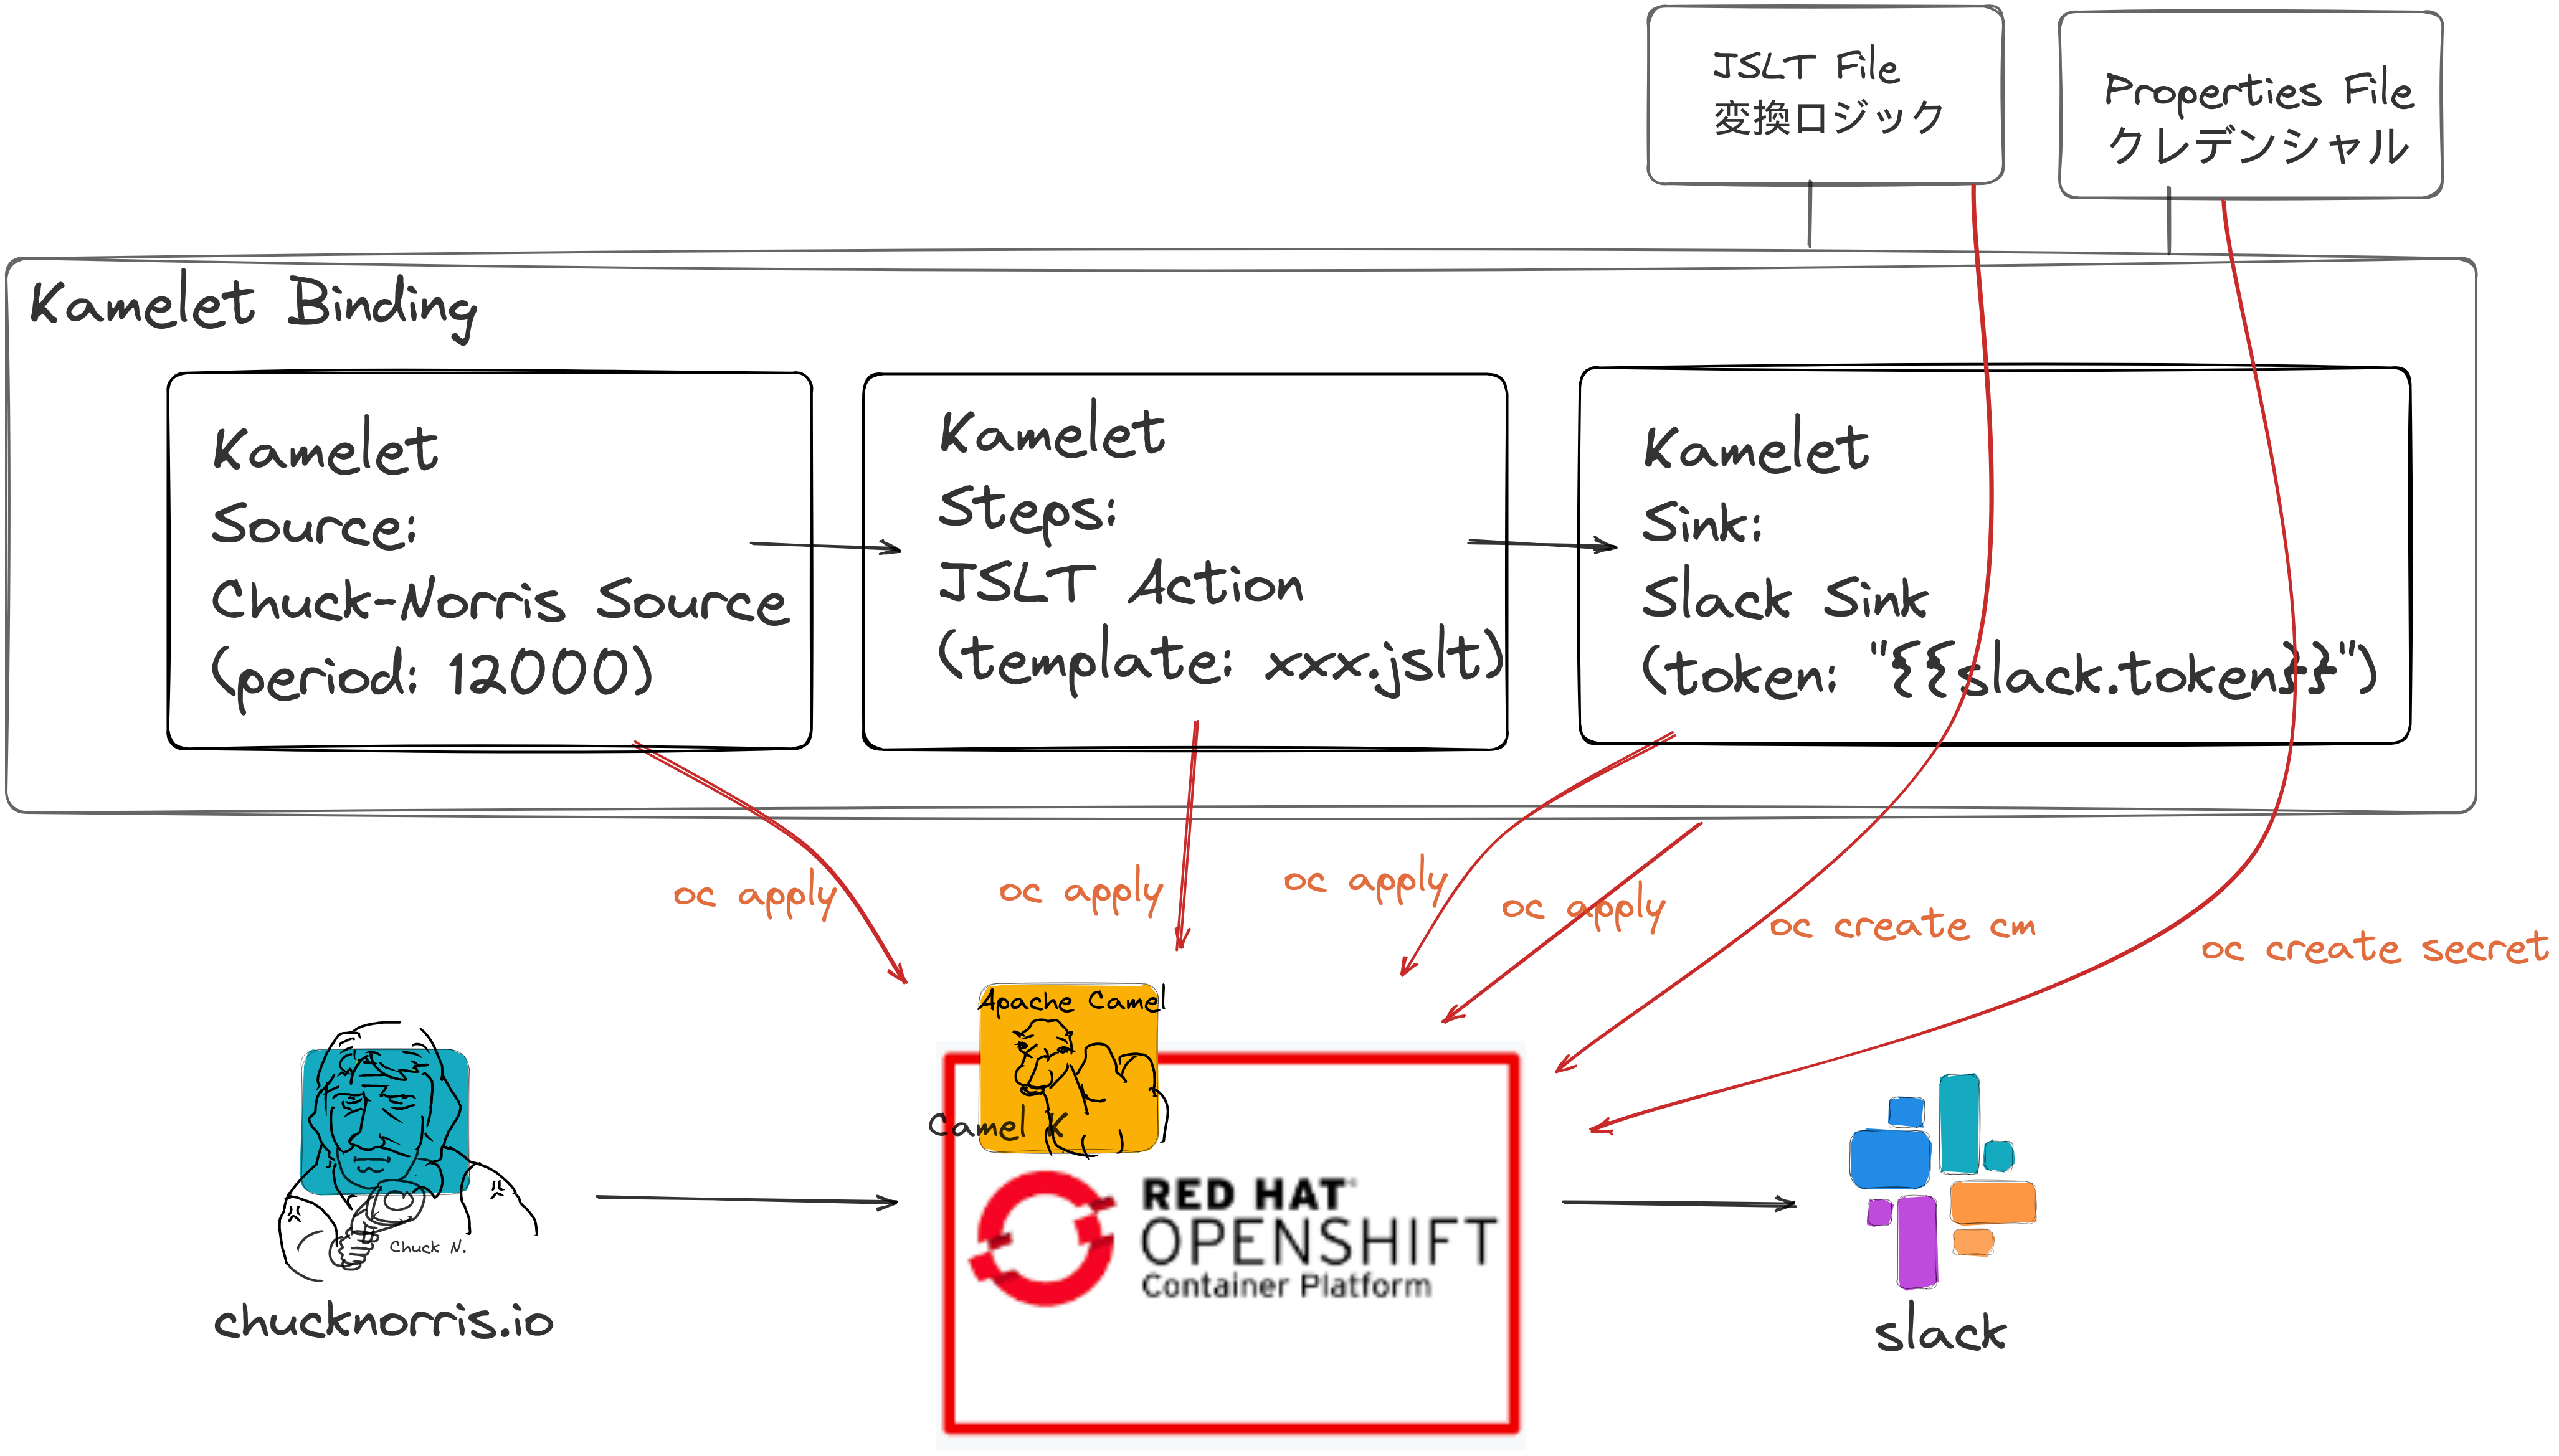 JSLT File
変換ロジック
Properties File
クレデンシャル
Kamelet Binding
Kamelet
Source:
Chuck-Norris Source
(period: 12000)
Kamelet
Steps:
JSLT Action
(template: xxx.jslt)
Kamelet
Sink:
Slack Sink
(token: "{{slack.token}}")
oc apply
oc apply
oc apply
oc apply
oc create cm
oc create secret
Apache Camel
Camel K
Chuck N.
chucknorris.io
RED HAT
OPENSHIFT
Container Platform
slack